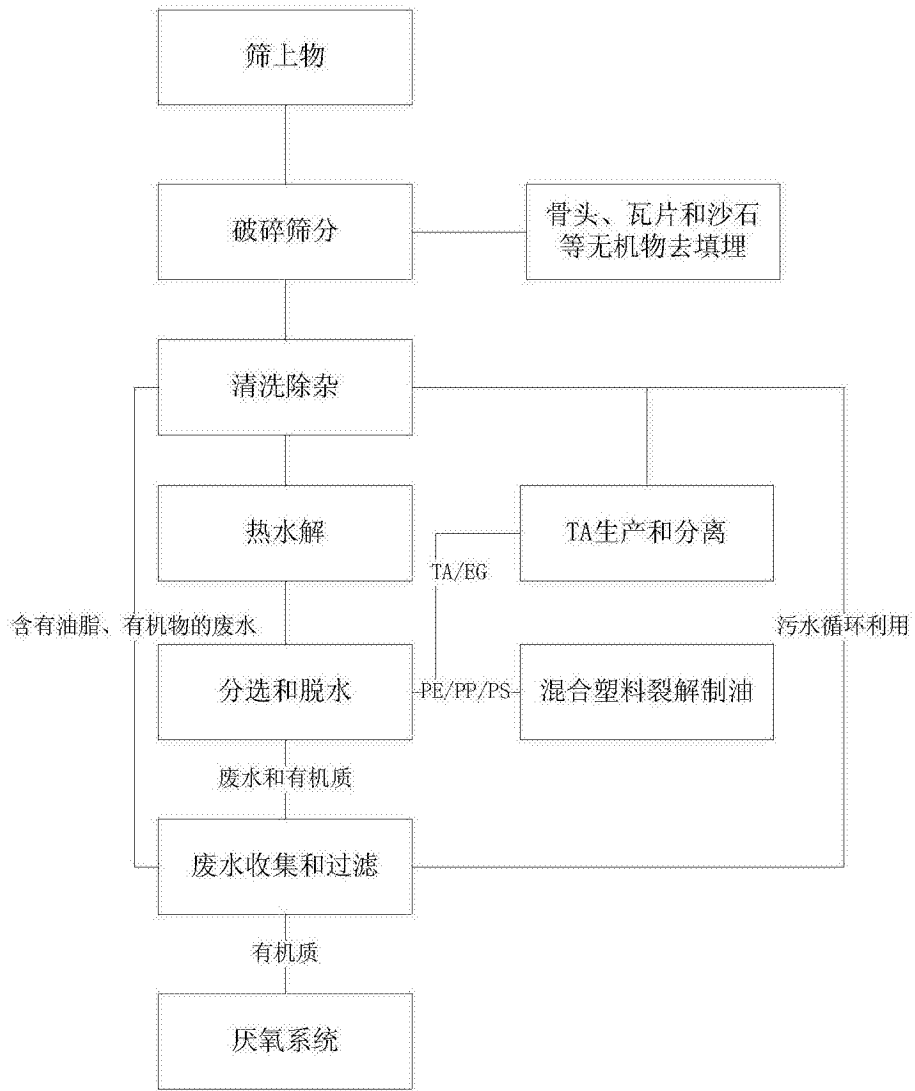 筛上物
破碎筛分
骨头、瓦片和沙石
等无机物去填埋
清洗除杂
热水解
TA生产和分离
TA/EG
含有油脂、有机物的废水
污水循环利用
分选和脱水
PE/PP/PS
混合塑料裂解制油
废水和有机质
废水收集和过滤
有机质
厌氧系统